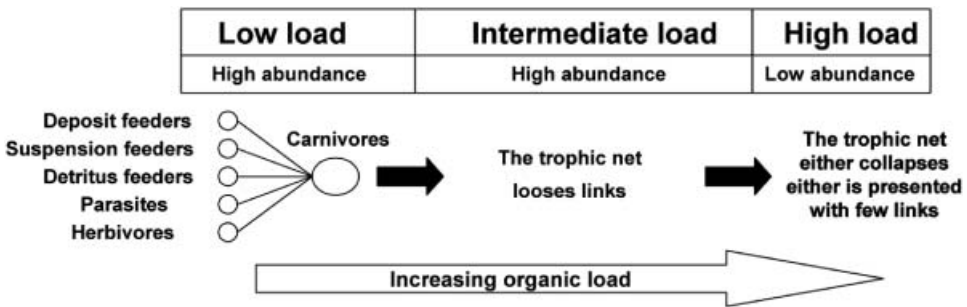 Low load Intermediate load High load
High abundance High abundance Low abundance
Deposit feeders
Suspension feeders
Detritus feeders
Parasites
Herbivores
Carnivores
The trophic net
looses links
The trophic net
either collapses
either is presented
with few links
Increasing organic load